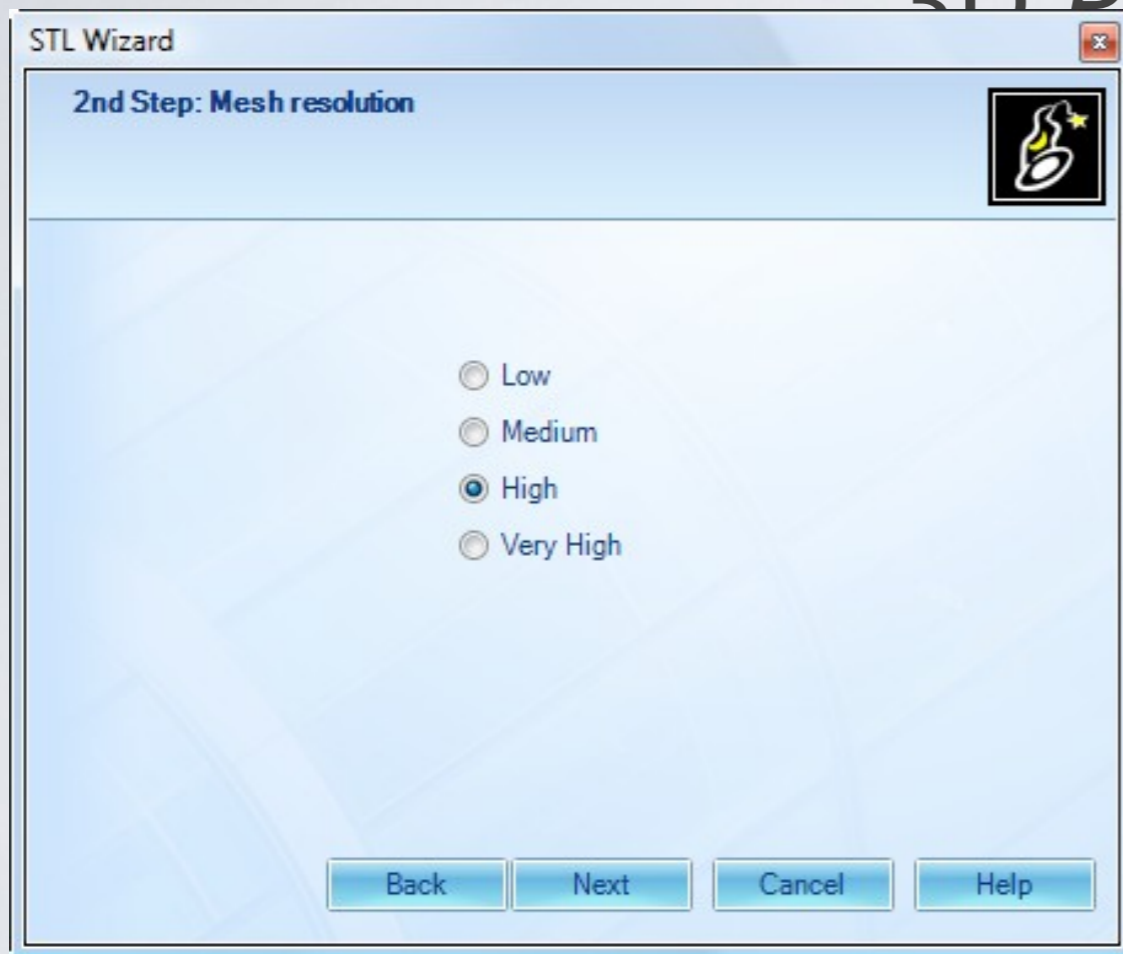 STL Wizard
2nd Step: Mesh resolution
Low
Medium
High
Very High
Back Next Cancel Help